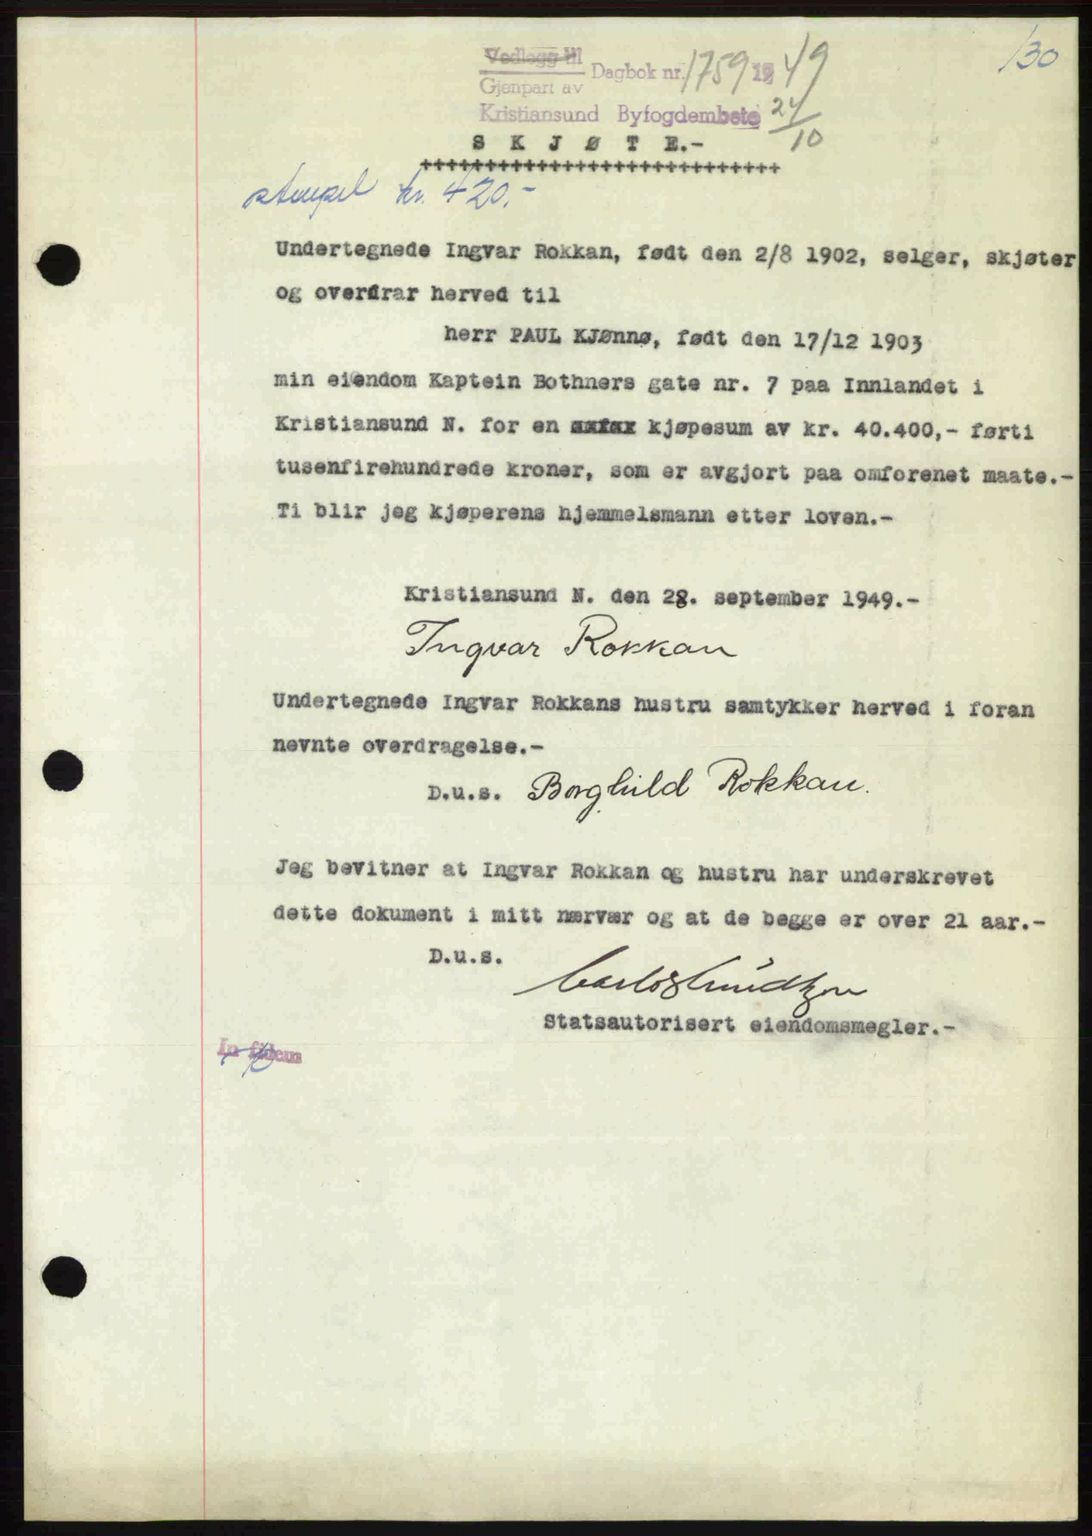 130
Vedlegg til
Gjenpart av
Dagbok nr. 1759 19 49
Kristiansund Byfogdembete 24/10
S K J Ø T E.-
++++++++++++++++++++++++++++
stempel kr. 420.-
Undertegnede Ingvar Rokkan, født den 2/8 1902, selger, skjøter
og overdrar herved til
herr PAUL KJØnnø, født den 17/12 1903
min eiendom Kaptein Bothners gate nr. 7 paa Innlandet i
Kristiansund N. for en kjøpesum av kr. 40.400,- førti
tusenfirehundrede kroner, som er avgjort paa omforenet maate.-
Ti blir jeg kjøperens hjemmelsmann etter loven.-
Kristiansund N. den 28. september 1949.-
Ingvar Rokkan
Undertegnede Ingvar Rokkans hustru samtykker herved i foran
nevnte overdragelse.-
D.u.s. Borghild Rokkan.
Jeg bevitner at Ingvar Rokkan og hustru har underskrevet
dette dokument i mitt nærvær og at de begge er over 21 aar.-
D.u.s.
Statsautorisert eiendomsmegler.-
In fidem